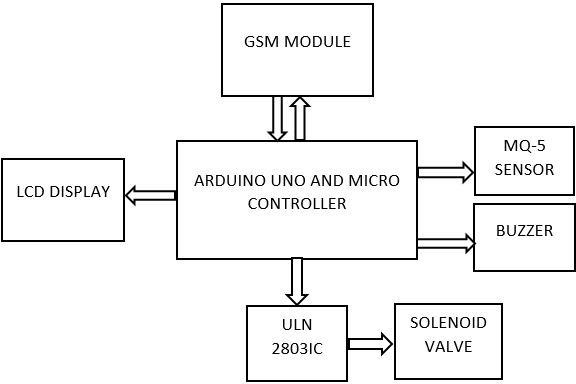 GSM MODULE
MQ-5
SENSOR
LCD DISPLAY
ARDUINO UNO AND MICRO
CONTROLLER
BUZZER
ULN
2803IC
SOLENOID
VALVE